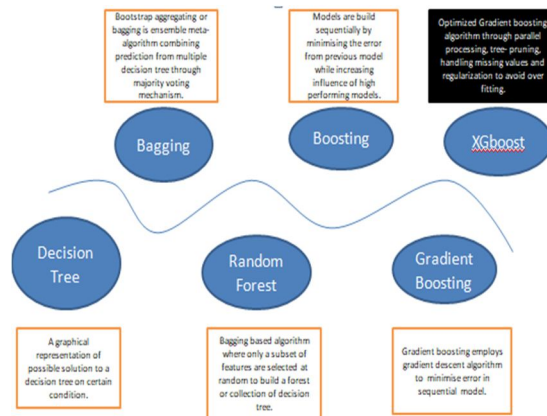 Bootstrap aggregating or
bagging is ensemble meta-
algorithm combining
prediction from multiple
decision tree through
majority voting
mechanism.
Models are build
sequentially by
minimising the error
from previous model
while increasing
influence of high
performing models.
Optimized Gradient boosting
algorithm through parallel
processing, tree- pruning,
handling missing values and
regularization to avoid over
fitting.
Bagging
Boosting
XGboost
Decision
Tree
Random
Forest
Gradient
Boosting
A graphical
representation of
possible solution to a
decision tree on certain
condition.
Bagging based algorithm
where only a subset of
features are selected at
random to build a forest
or collection of decision
tree.
Gradient boosting employs
gradient descent algorithm
to minimise error in
sequential model.